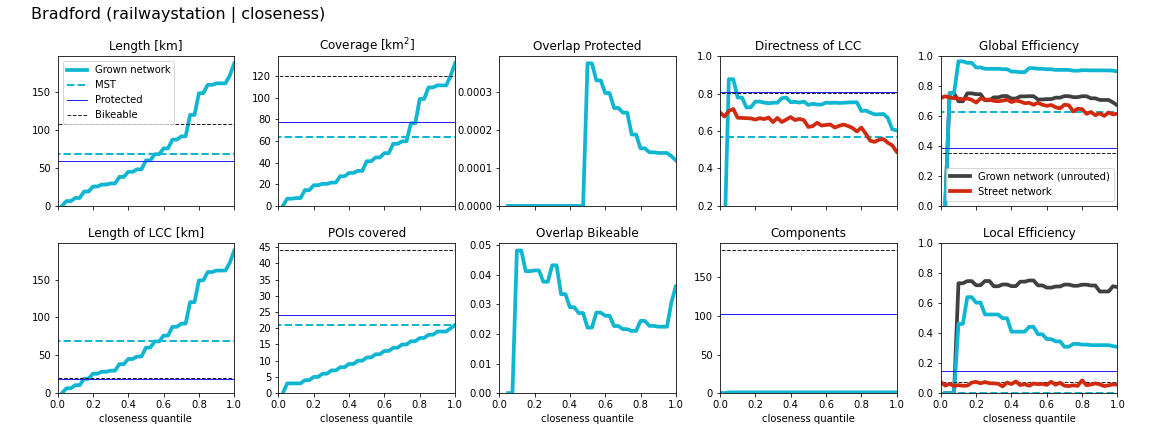 Bradford (railwaystation | closeness)
Length [km]
150
100
50
0
Grown network
MST
Protected
Bikeable
Coverage [km²]
120
100
80
60
40
20
0
Overlap Protected
0.0003
0.0002
0.0001
0.0000
Directness of LCC
1.0
0.8
0.6
0.4
0.2
Global Efficiency
1.0
0.8
0.6
0.4
0.2
0.0
Grown network (unrouted)
Street network
Length of LCC [km]
150
100
50
0
0.0 0.2 0.4 0.6 0.8 1.0
closeness quantile
POIs covered
45
40
35
30
25
20
15
10
5
0
0.0 0.2 0.4 0.6 0.8 1.0
closeness quantile
Overlap Bikeable
0.05
0.04
0.03
0.02
0.01
0.00
0.0 0.2 0.4 0.6 0.8 1.0
closeness quantile
Components
150
100
50
0
0.0 0.2 0.4 0.6 0.8 1.0
closeness quantile
Local Efficiency
1.0
0.8
0.6
0.4
0.2
0.0
0.0 0.2 0.4 0.6 0.8 1.0
closeness quantile